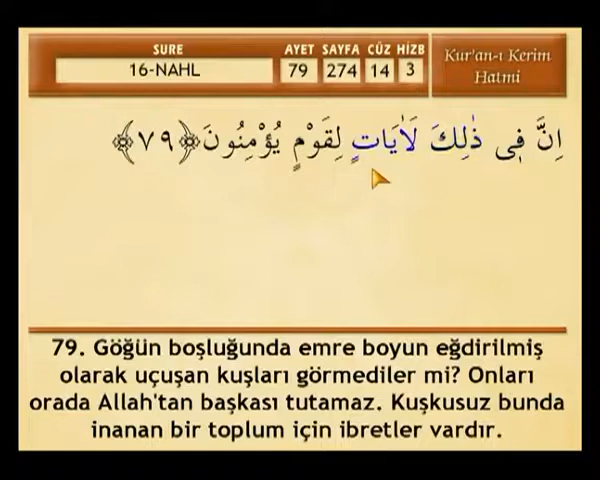 SURE AYET SAYFA CÜZ HİZB
16-NAHL 79 274 14 3
Kur'an-ı Kerim
Hatmi
اِنَّ فٖى ذٰلِكَ لَاٰيَاتٍ لِقَوْمٍ يُؤْمِنُونَ ﴿٧٩﴾
79. Göğün boşluğunda emre boyun eğdirilmiş
olarak uçuşan kuşları görmediler mi? Onları
orada Allah'tan başkası tutamaz. Kuşkusuz bunda
inanan bir toplum için ibretler vardır.